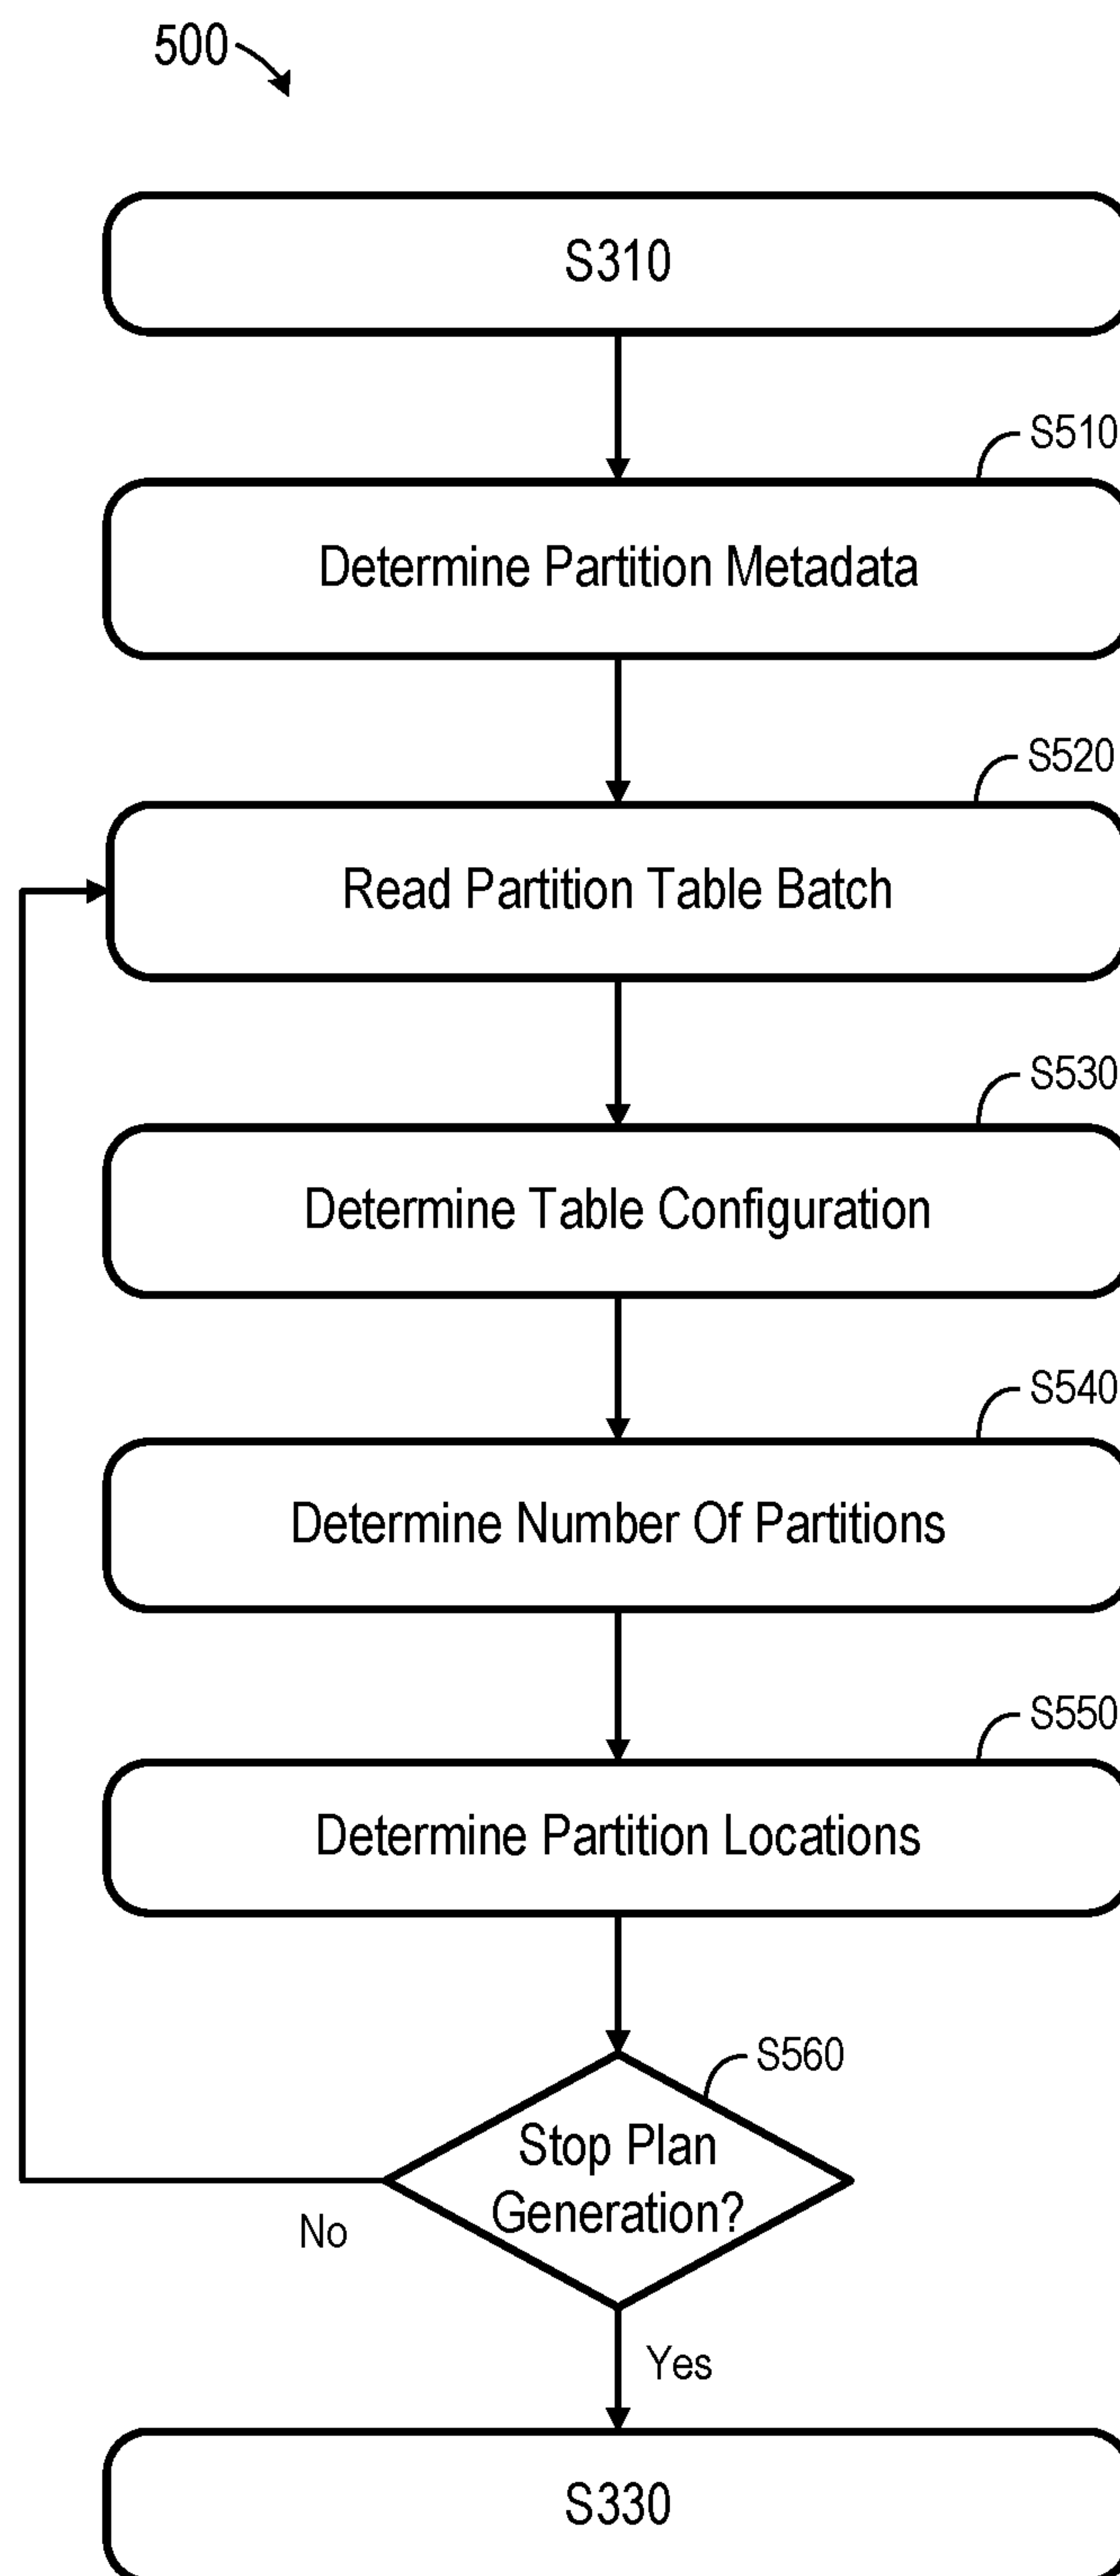 500
S310
S510
Determine Partition Metadata
S520
Read Partition Table Batch
S530
Determine Table Configuration
S540
Determine Number Of Partitions
S550
Determine Partition Locations
S560
Stop Plan
Generation?
No
Yes
S330